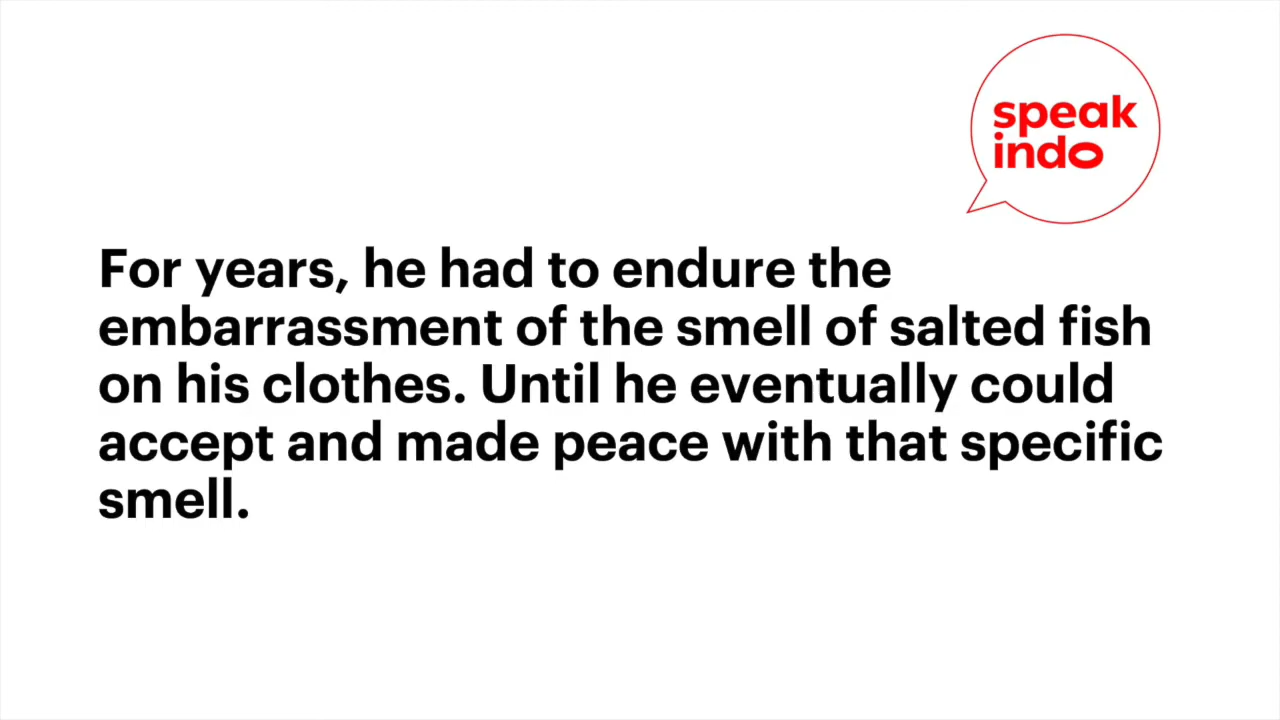 speak
indo
For years, he had to endure the
embarrassment of the smell of salted fish
on his clothes. Until he eventually could
accept and made peace with that specific
smell.